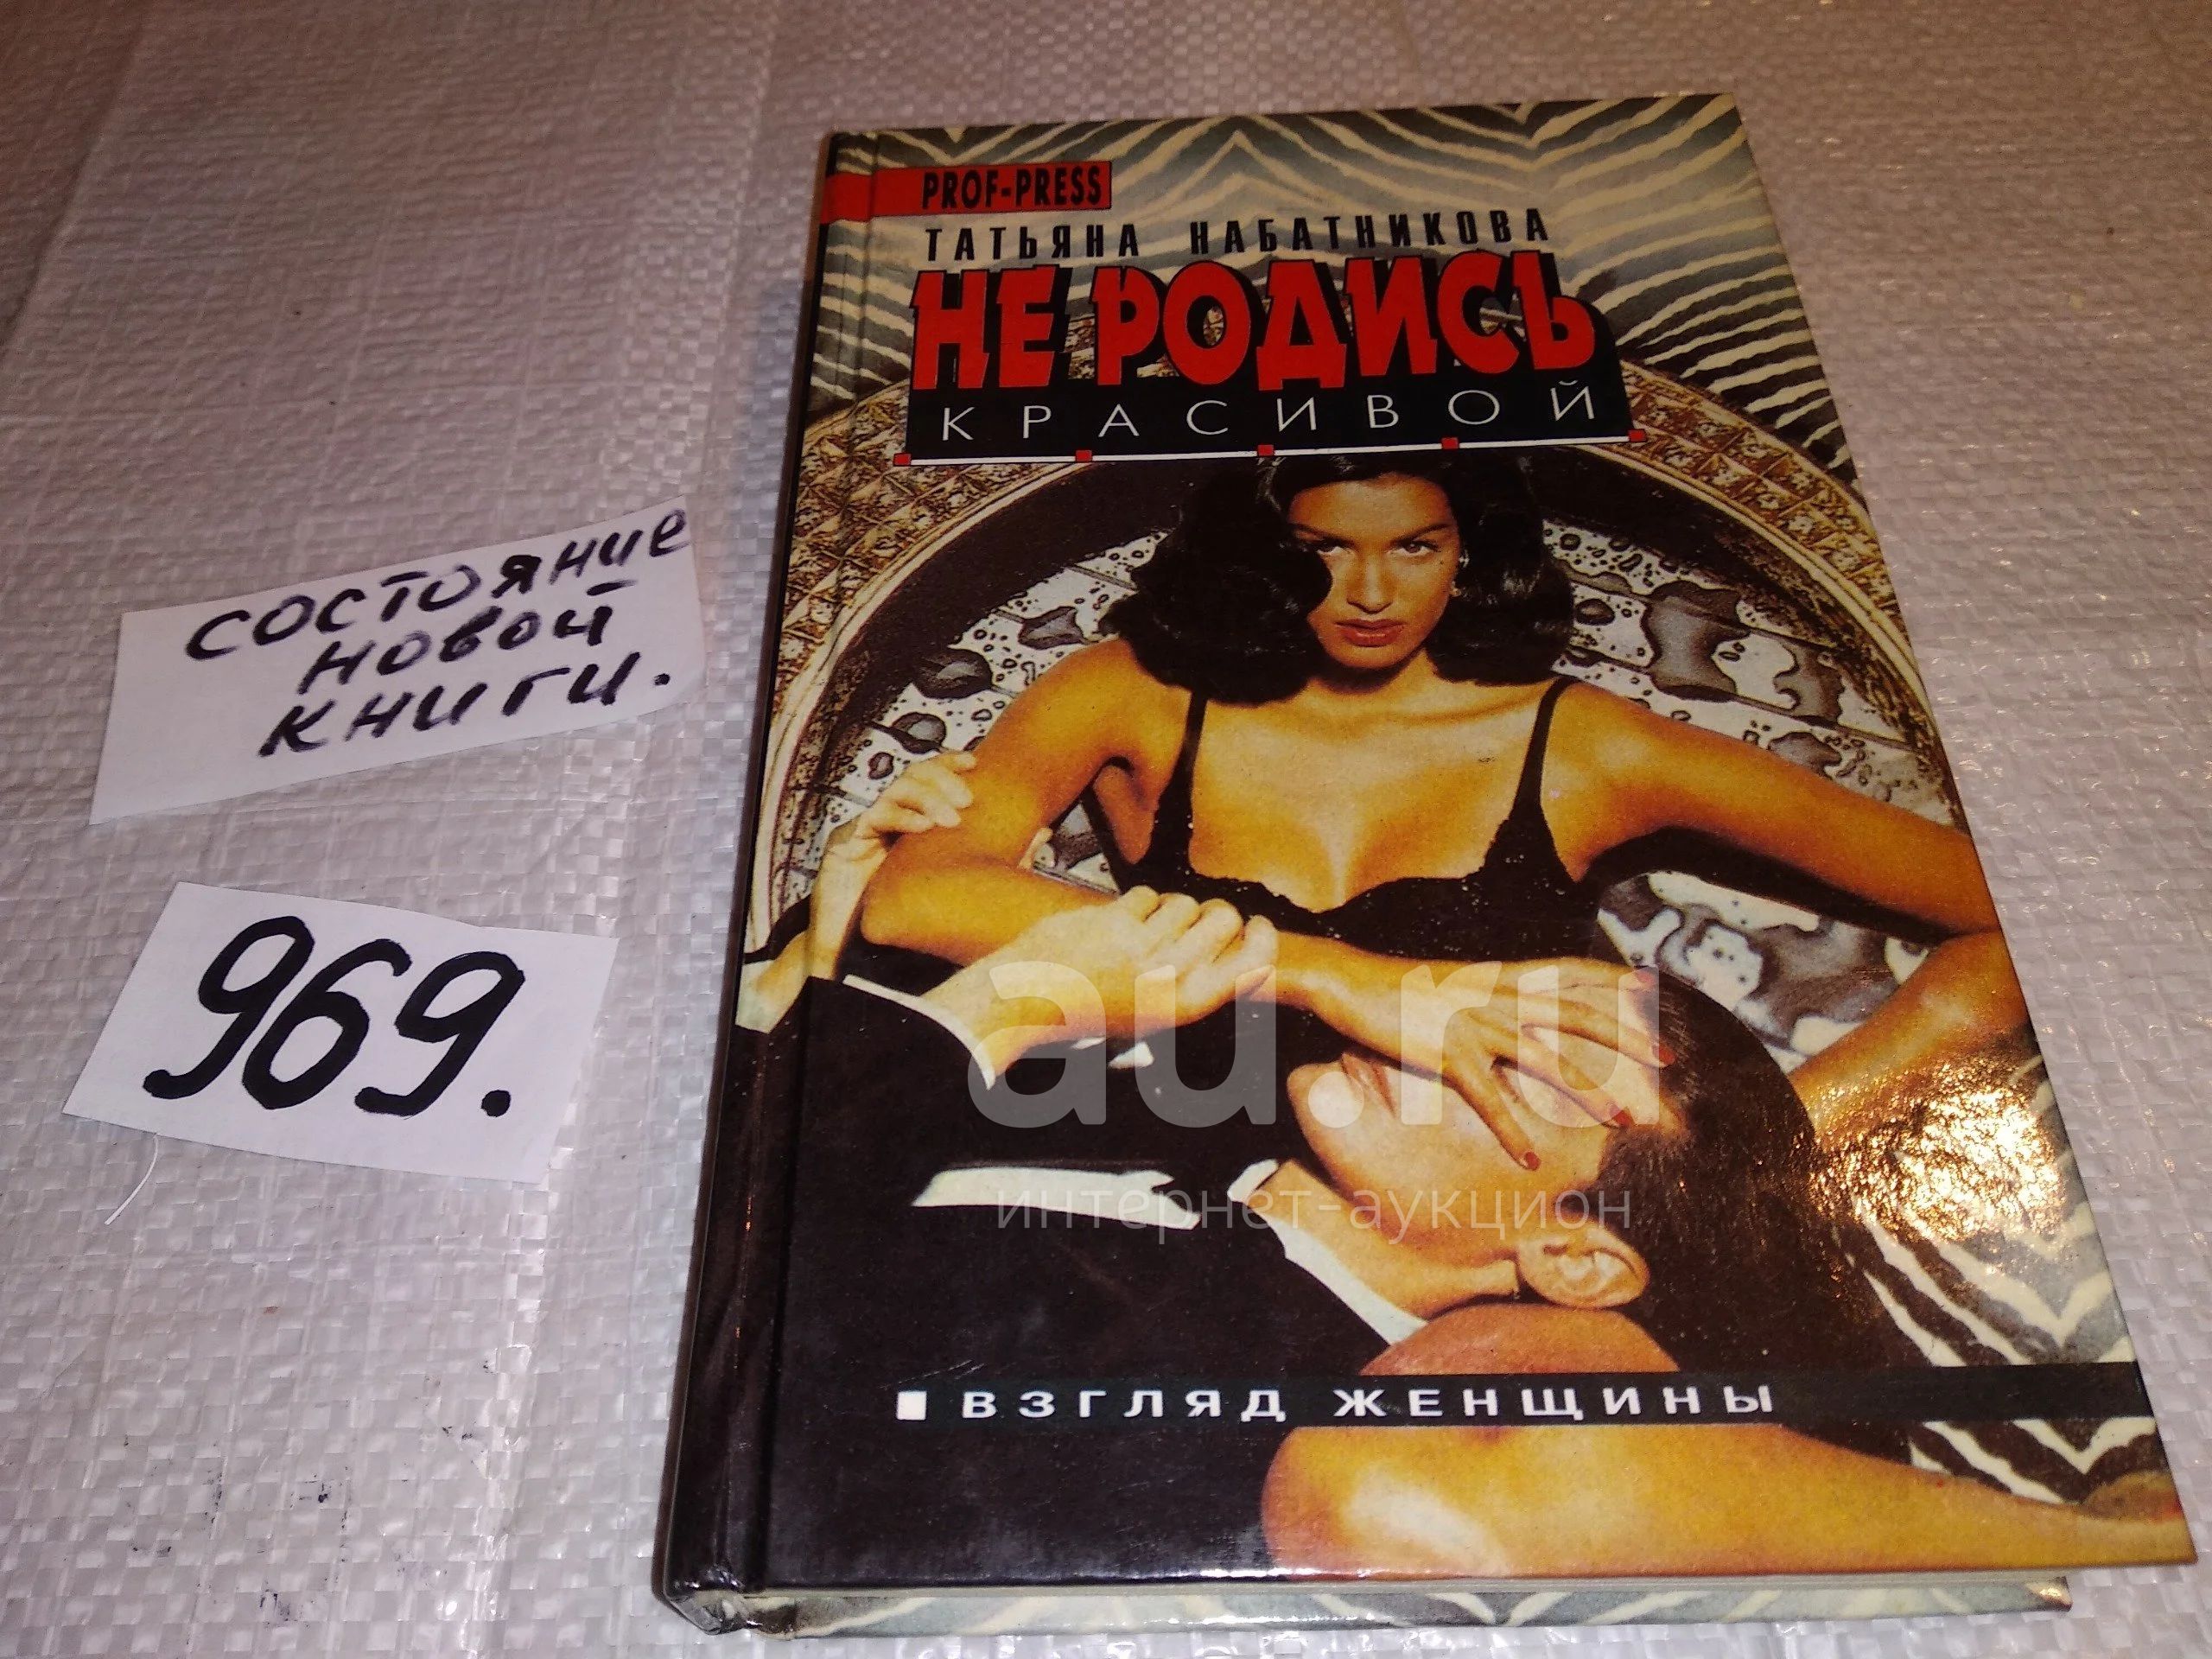 PROF-PRESS
ТАТЬЯНА НАБАТНИКОВА
НЕ РОДИСЬ
КРАСИВОЙ
состояние
новой
книги.
969.
au.ru
интернет-аукцион
ВЗГЛЯД ЖЕНЩИНЫ